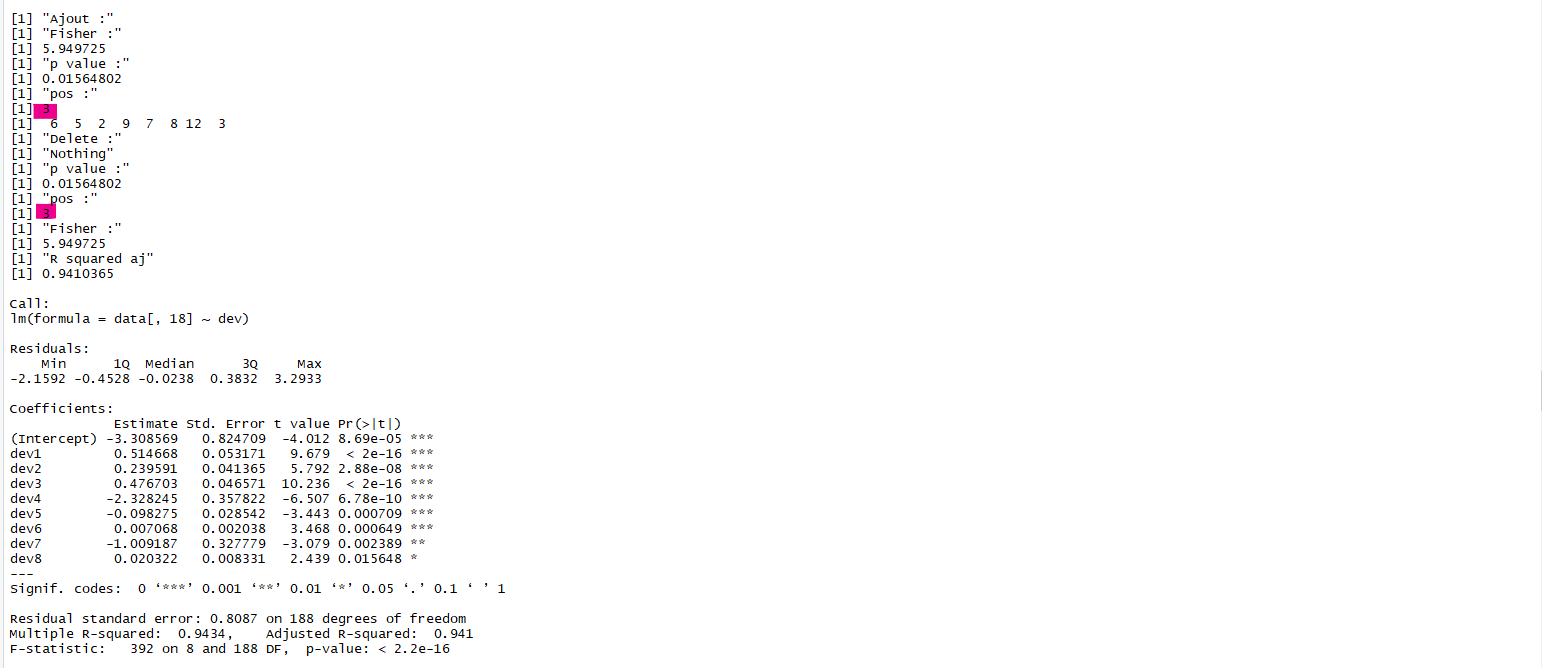 [1] "Ajout :"
[1] "Fisher :"
[1] 5.949725
[1] "p value :"
[1] 0.01564802
[1] "pos :"
[1] 3
[1]  6  5  2  9  7  8 12  3
[1] "Delete :"
[1] "Nothing"
[1] "p value :"
[1] 0.01564802
[1] "pos :"
[1] 3
[1] "Fisher :"
[1] 5.949725
[1] "R squared aj"
[1] 0.9410365
Call:
lm(formula = data[, 18] ~ dev)
Residuals:
    Min      1Q  Median      3Q     Max
-2.1592 -0.4528 -0.0238  0.3832  3.2933
Coefficients:
             Estimate Std. Error t value Pr(>|t|)
(Intercept) -3.308569   0.824709  -4.012 8.69e-05 ***
dev1         0.514668   0.053171   9.679  < 2e-16 ***
dev2         0.239591   0.041365   5.792 2.88e-08 ***
dev3         0.476703   0.046571  10.236  < 2e-16 ***
dev4        -2.328245   0.357822  -6.507 6.78e-10 ***
dev5        -0.098275   0.028542  -3.443 0.000709 ***
dev6         0.007068   0.002038   3.468 0.000649 ***
dev7        -1.009187   0.327779  -3.079 0.002389 **
dev8         0.020322   0.008331   2.439 0.015648 *
---
Signif. codes:  0 ‘***’ 0.001 ‘**’ 0.01 ‘*’ 0.05 ‘.’ 0.1 ‘ ’ 1
Residual standard error: 0.8087 on 188 degrees of freedom
Multiple R-squared:  0.9434,    Adjusted R-squared:  0.941
F-statistic:   392 on 8 and 188 DF,  p-value: < 2.2e-16